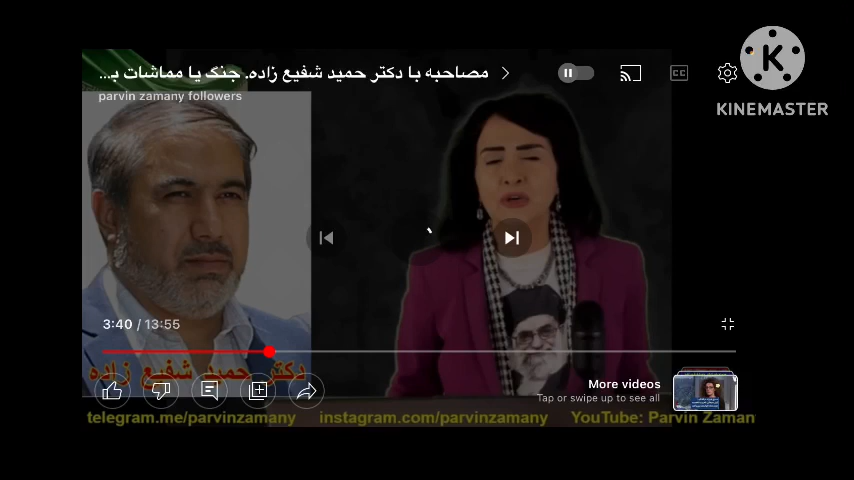 مصاحبه با دکتر حمید شفیع زاده. جنگ یا مماشات ب...
parvin zamany followers
CC
K
KINEMASTER
3:40 / 13:55
دکتر حمید شفیع زاده
More videos
Tap or swipe up to see all
telegram.me/parvinzamany instagram.com/parvinzamany YouTube: Parvin Zaman